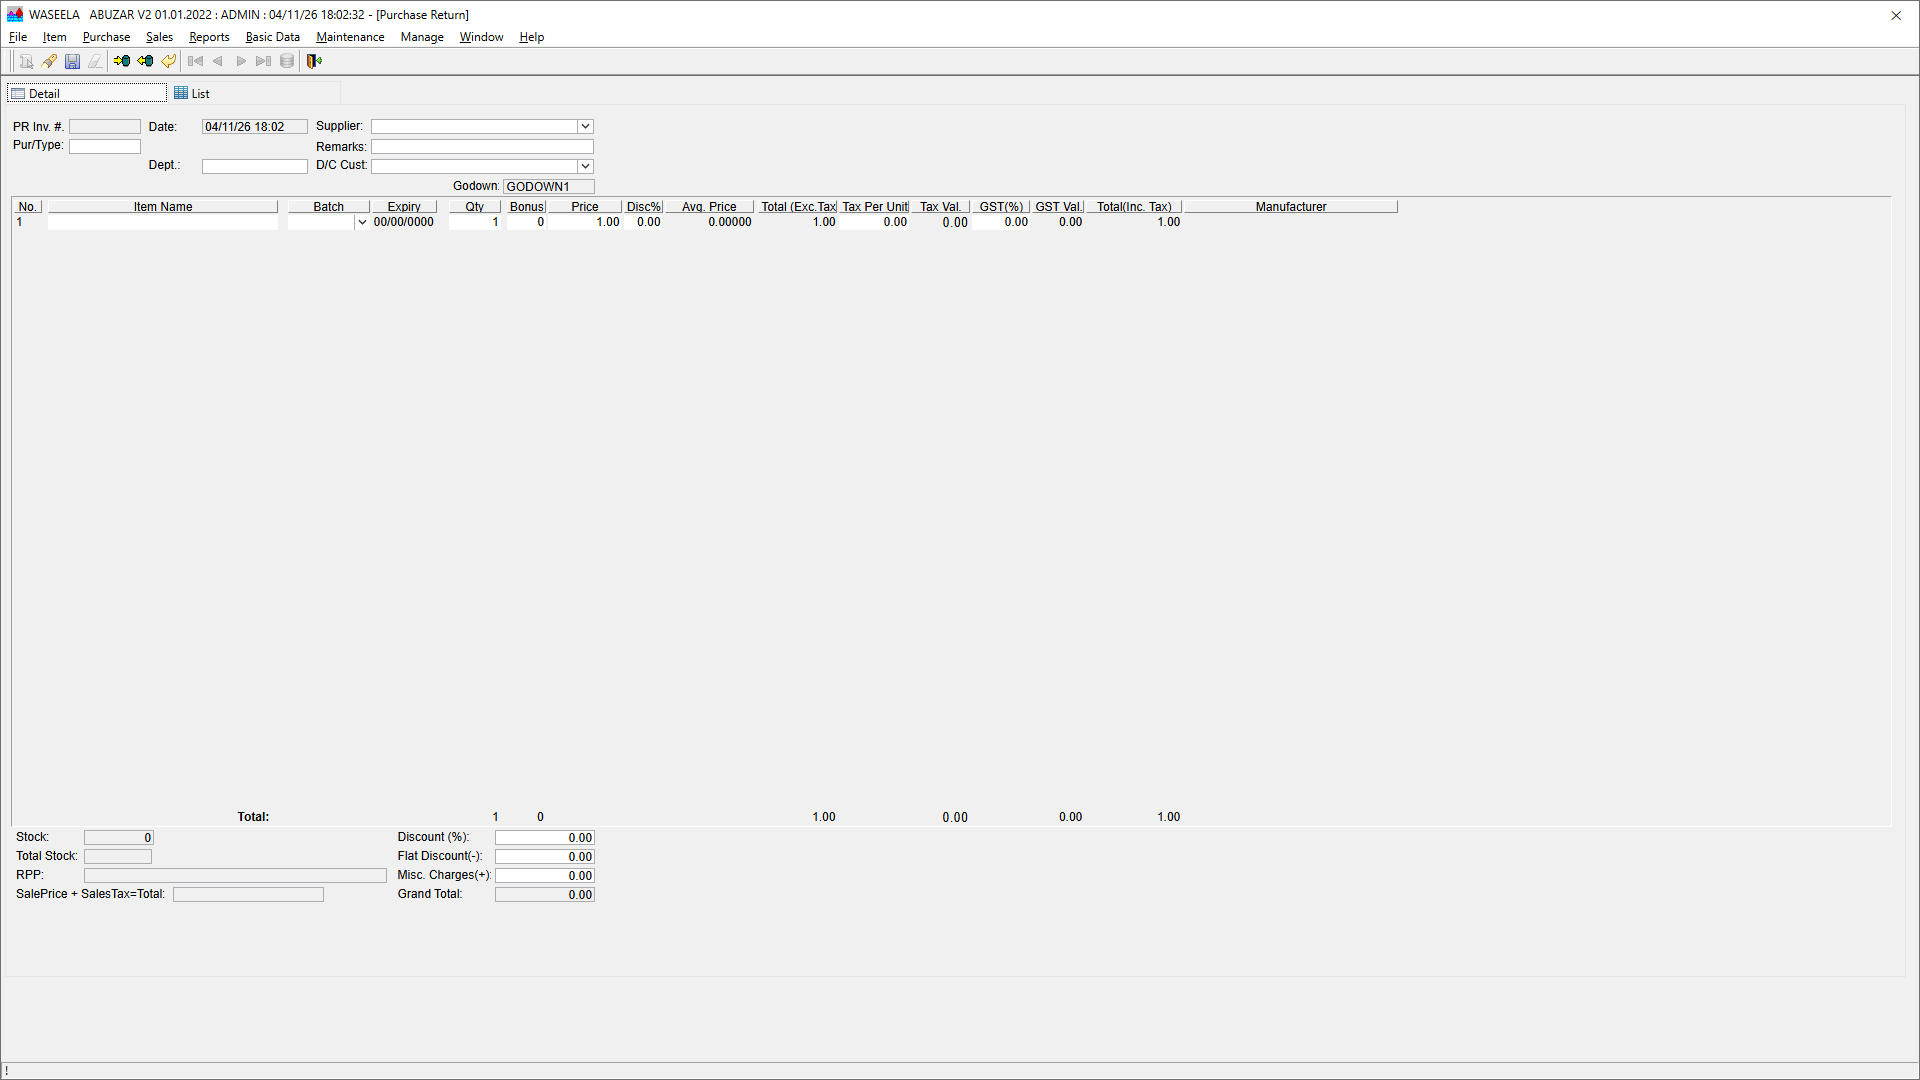 WASEELA   ABUZAR V2 01.01.2022 : ADMIN : 04/11/26 18:02:32 - [Purchase Return]
File Item Purchase Sales Reports Basic Data Maintenance Manage Window Help
Detail List
PR Inv. #. Date: 04/11/26 18:02 Supplier:
Pur/Type: Remarks:
Dept.: D/C Cust:
Godown: GODOWN1
No. Item Name Batch Expiry Qty Bonus Price Disc% Avg. Price Total (Exc.Tax Tax Per Unit Tax Val. GST(%) GST Val. Total(Inc. Tax) Manufacturer
1 00/00/0000 1 0 1.00 0.00 0.00000 1.00 0.00 0.00 0.00 0.00 1.00
Total: 1 0 1.00 0.00 0.00 1.00
Stock: 0 Discount (%): 0.00
Total Stock: Flat Discount(-): 0.00
RPP: Misc. Charges(+): 0.00
SalePrice + SalesTax=Total: Grand Total: 0.00
!